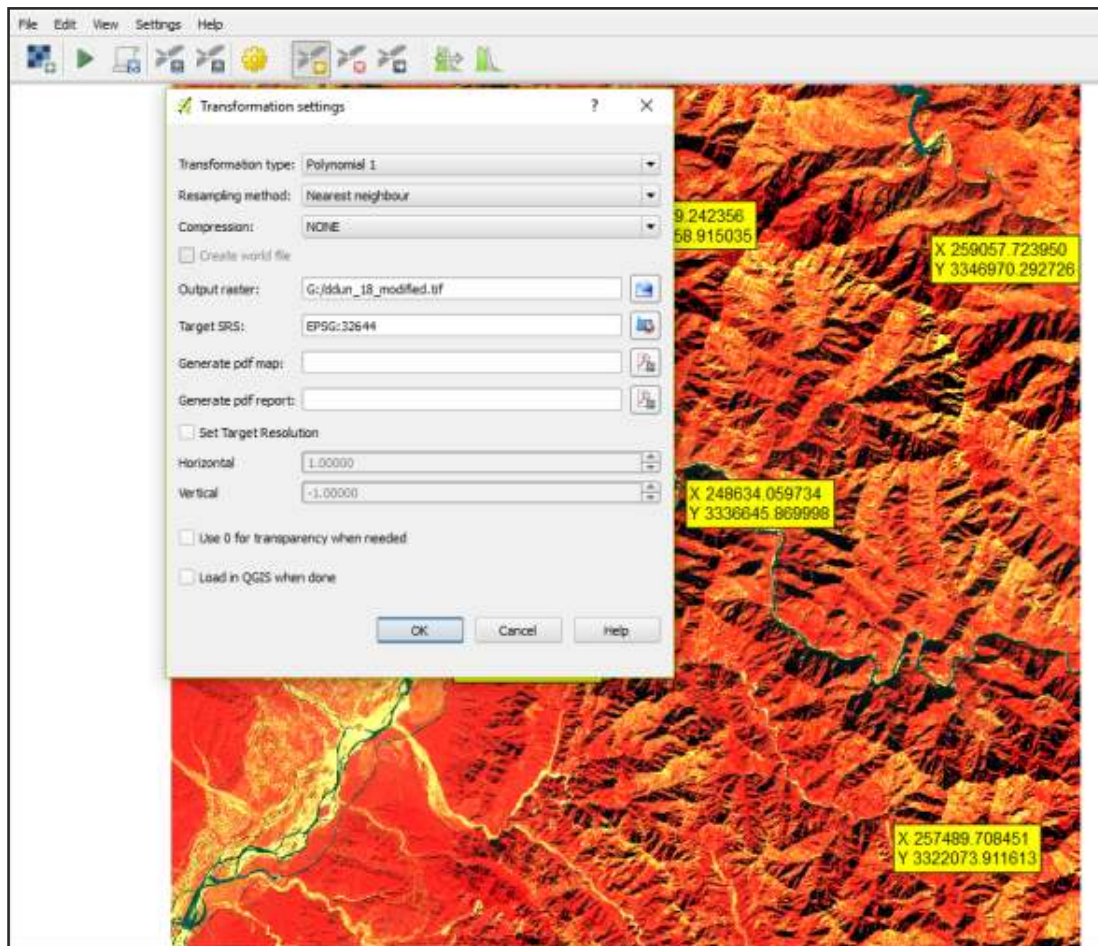 File Edit View Settings Help
Transformation settings ? ×
Transformation type: Polynomial 1
Resampling method: Nearest neighbour
Compression: NONE
Create world file
Output raster: G:/ddun_18_modified.tif
Target SRS: EPSG:32644
Generate pdf map:
Generate pdf report:
Set Target Resolution
Horizontal 1.00000
Vertical -1.00000
Use 0 for transparency when needed
Load in QGIS when done
OK Cancel Help
9.242356
58.915035
X 259057.723950
Y 3346970.292726
X 248634.059734
Y 3336645.869998
X 257489.708451
Y 3322073.911613